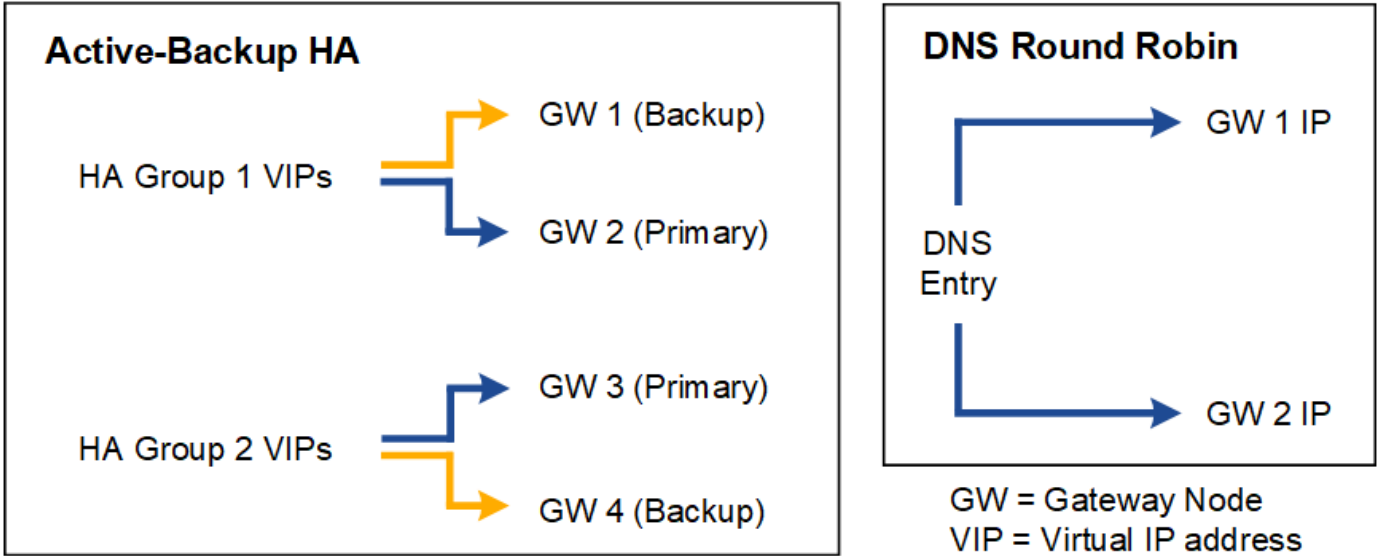 Active-Backup HA
HA Group 1 VIPs
GW 1 (Backup)
GW 2 (Primary)
HA Group 2 VIPs
GW 3 (Primary)
GW 4 (Backup)
DNS Round Robin
DNS
Entry
GW 1 IP
GW 2 IP
GW = Gateway Node
VIP = Virtual IP address